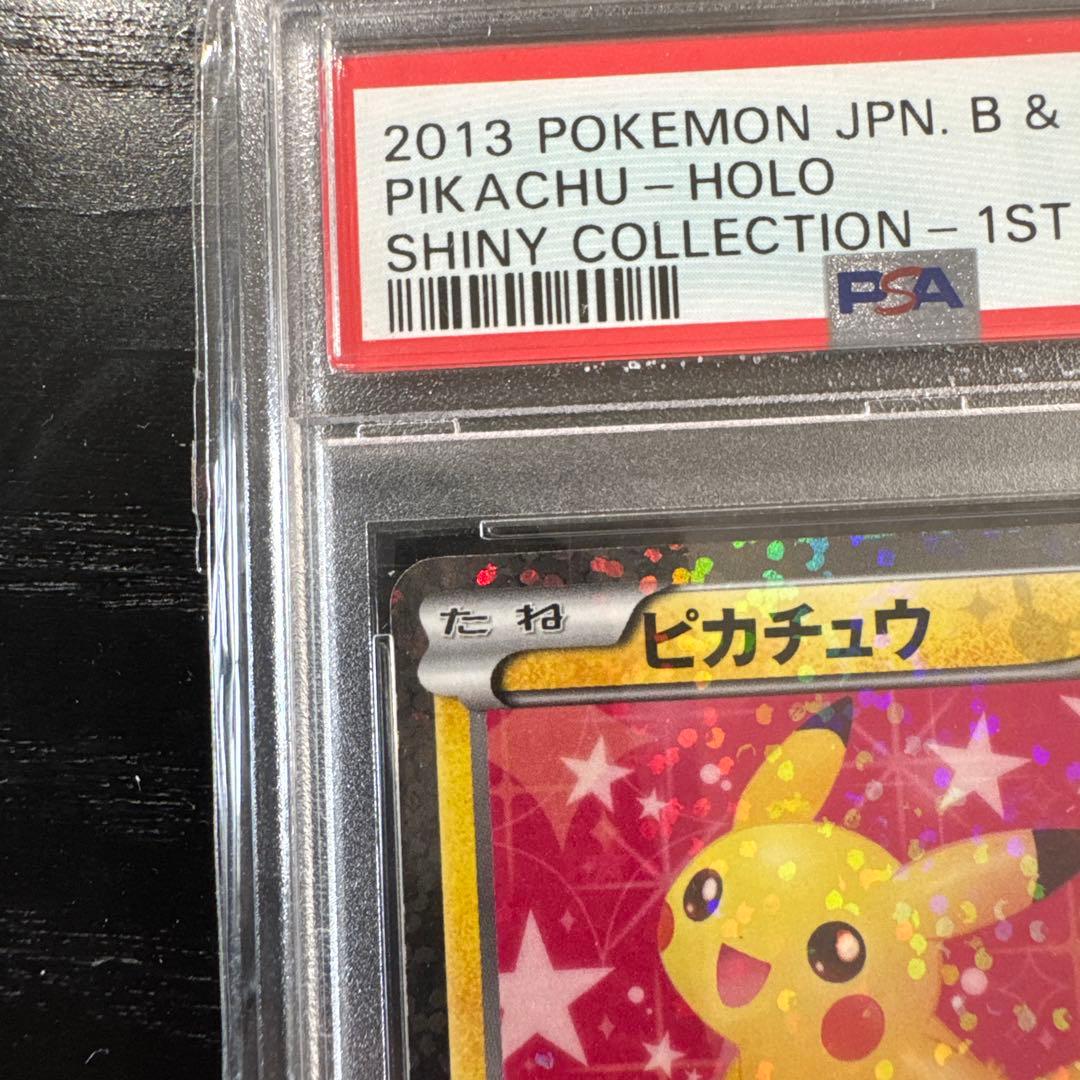 2013 POKEMON JPN. B &
PIKACHU – HOLO
SHINY COLLECTION – 1ST
PSA
たね
ピカチュウ